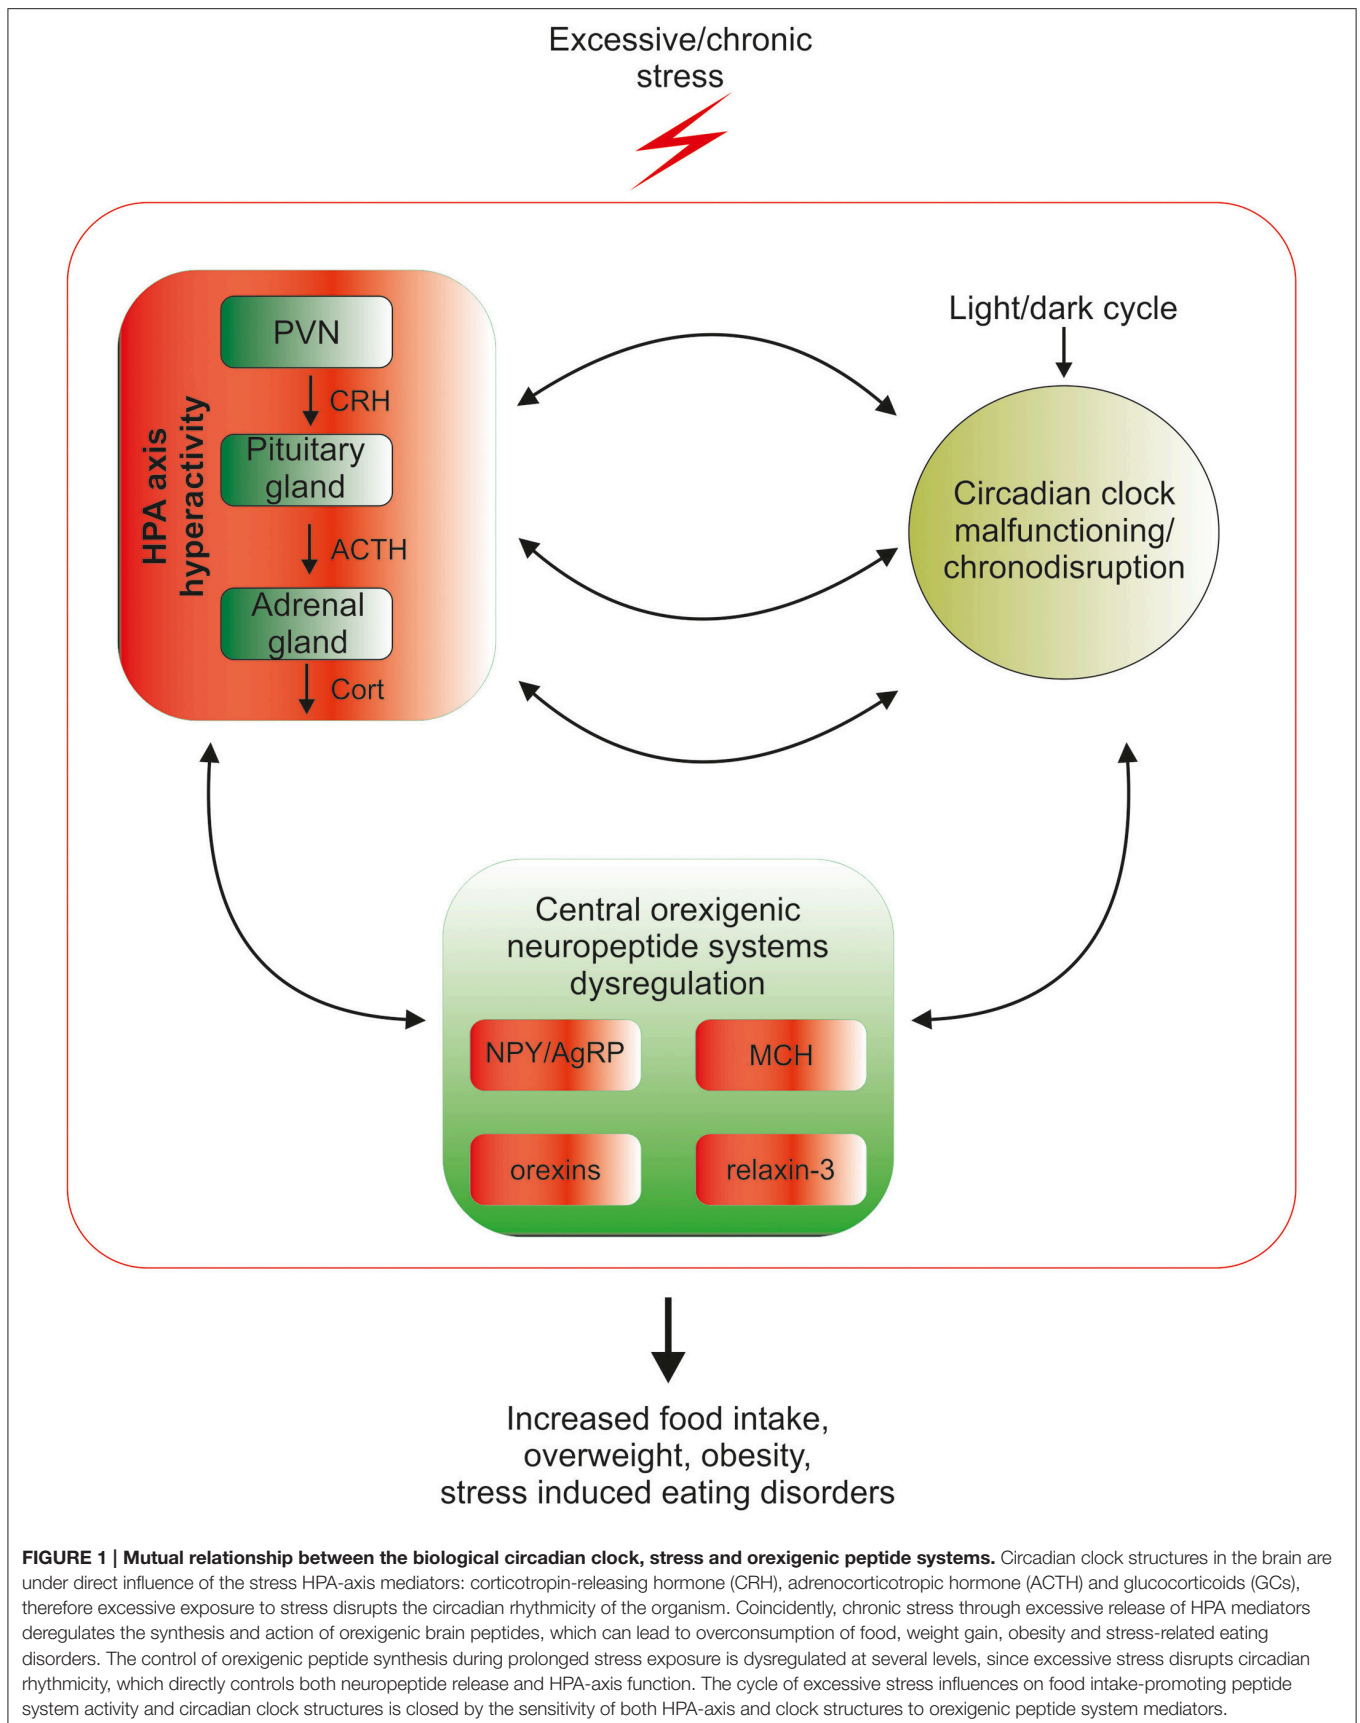 Excessive/chronic
stress
PVN
CRH
Pituitary
gland
ACTH
Adrenal
gland
Cort
HPA axis
hyperactivity
Light/dark cycle
Circadian clock
malfunctioning/
chronodisruption
Central orexigenic
neuropeptide systems
dysregulation
NPY/AgRP
MCH
orexins
relaxin-3
Increased food intake,
overweight, obesity,
stress induced eating disorders
FIGURE 1 | Mutual relationship between the biological circadian clock, stress and orexigenic peptide systems. Circadian clock structures in the brain are
under direct influence of the stress HPA-axis mediators: corticotropin-releasing hormone (CRH), adrenocorticotropic hormone (ACTH) and glucocorticoids (GCs),
therefore excessive exposure to stress disrupts the circadian rhythmicity of the organism. Coincidently, chronic stress through excessive release of HPA mediators
deregulates the synthesis and action of orexigenic brain peptides, which can lead to overconsumption of food, weight gain, obesity and stress-related eating
disorders. The control of orexigenic peptide synthesis during prolonged stress exposure is dysregulated at several levels, since excessive stress disrupts circadian
rhythmicity, which directly controls both neuropeptide release and HPA-axis function. The cycle of excessive stress influences on food intake-promoting peptide
system activity and circadian clock structures is closed by the sensitivity of both HPA-axis and clock structures to orexigenic peptide system mediators.